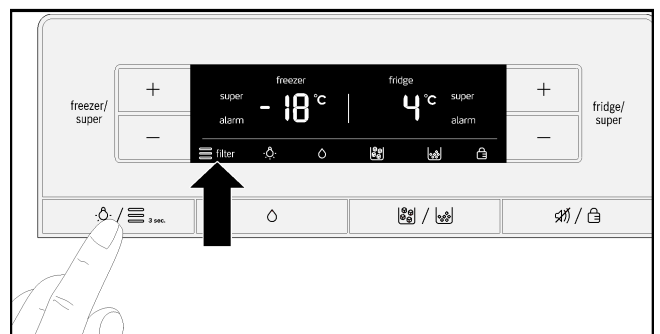 freezer/
super
+
−
freezer
super
alarm
-18 °C
fridge
4 °C
super
alarm
filter
+
−
fridge/
super
/ 3 sec.
/
/